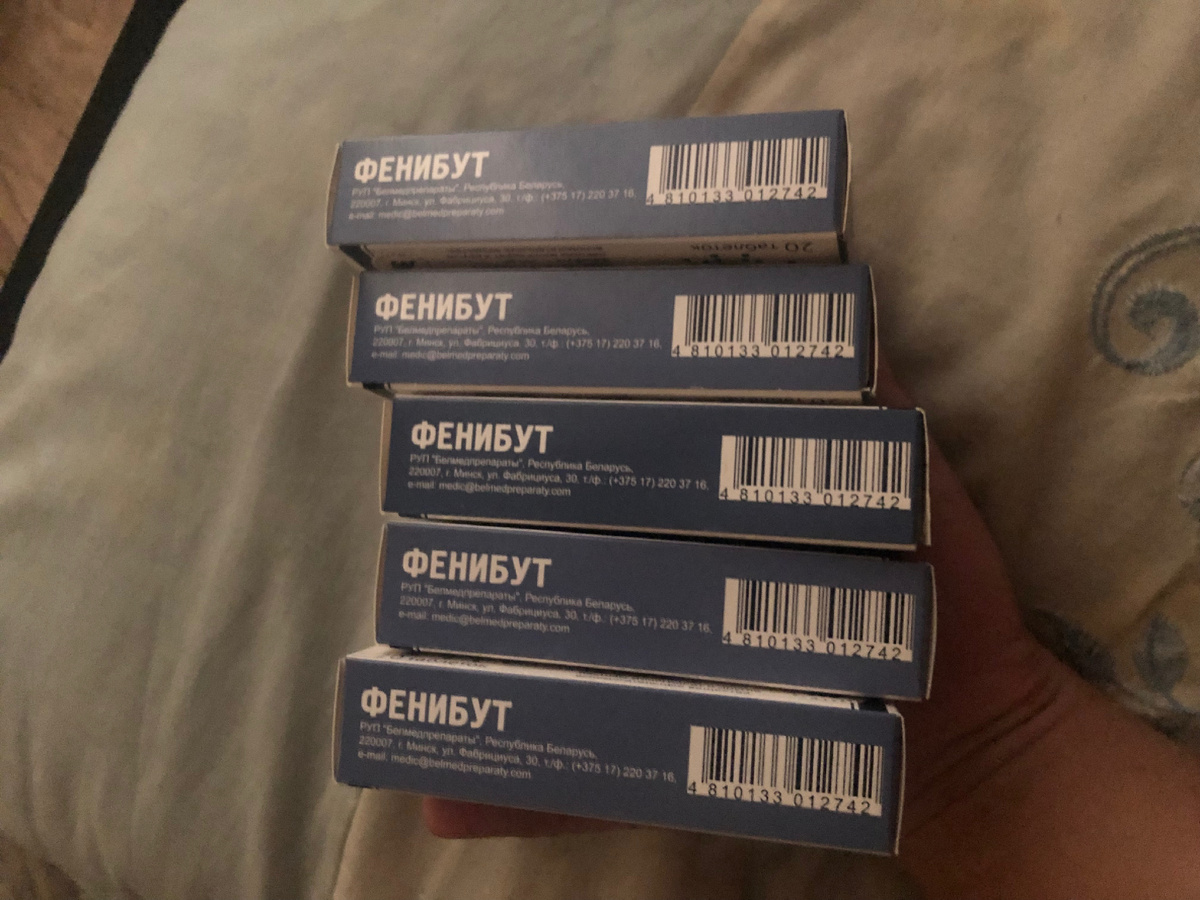 ФЕНИБУТ
РУП "Белмедпрепараты", Республика Беларусь,
220007, г. Минск, ул. Фабрициуса, 30, т./ф.: (+375 17) 220 37 16,
e-mail: medic@belmedpreparaty.com
4 810133 012742
20 таблеток
ФЕНИБУТ
РУП "Белмедпрепараты", Республика Беларусь,
220007, г. Минск, ул. Фабрициуса, 30, т./ф.: (+375 17) 220 37 16,
e-mail: medic@belmedpreparaty.com
4 810133 012742
ФЕНИБУТ
РУП "Белмедпрепараты", Республика Беларусь,
220007, г. Минск, ул. Фабрициуса, 30, т./ф.: (+375 17) 220 37 16,
e-mail: medic@belmedpreparaty.com
4 810133 012742
ФЕНИБУТ
РУП "Белмедпрепараты", Республика Беларусь,
220007, г. Минск, ул. Фабрициуса, 30, т./ф.: (+375 17) 220 37 16,
e-mail: medic@belmedpreparaty.com
4 810133 012742
ФЕНИБУТ
РУП "Белмедпрепараты", Республика Беларусь,
220007, г. Минск, ул. Фабрициуса, 30, т./ф.: (+375 17) 220 37 16,
e-mail: medic@belmedpreparaty.com
4 810133 012742